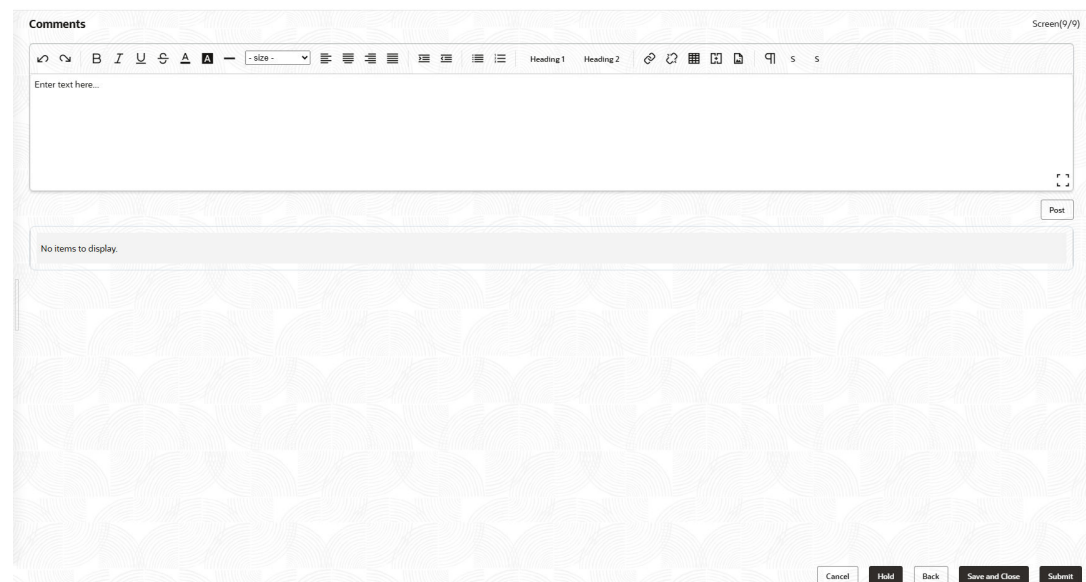 Comments
Screen(9/9)
B I U S A A - size - Heading 1 Heading 2 S S
Enter text here...
Post
No items to display.
Cancel Hold Back Save and Close Submit